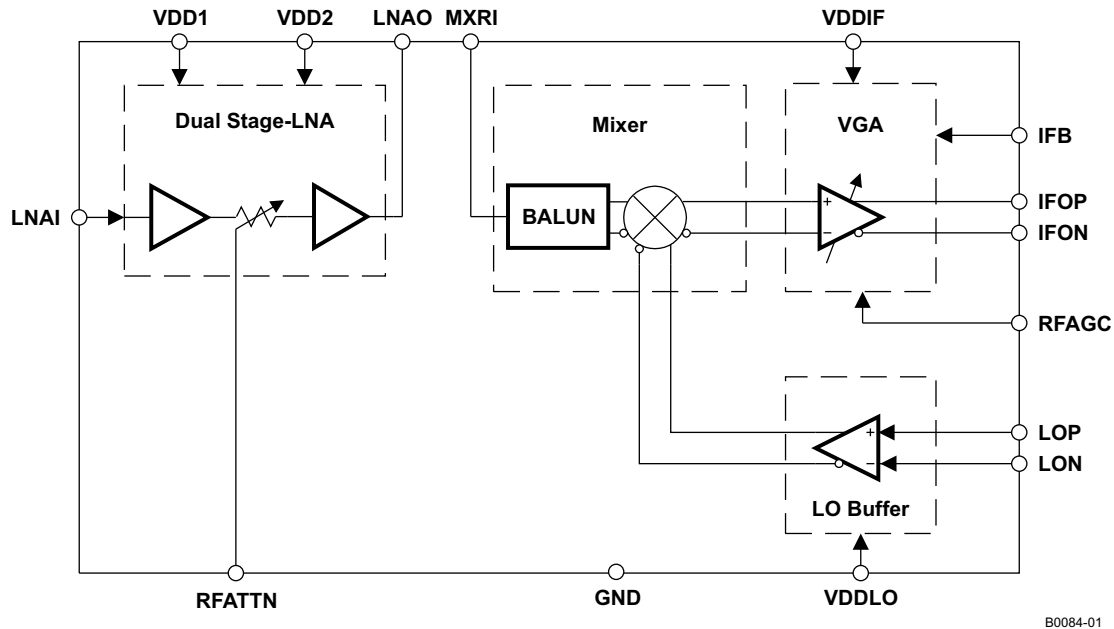 VDD1
VDD2
LNAO
MXRI
VDDIF
Dual Stage-LNA
Mixer
VGA
IFB
LNAI
BALUN
+
−
IFOP
IFON
RFAGC
+
−
LOP
LON
LO Buffer
RFATTN
GND
VDDLO
B0084-01